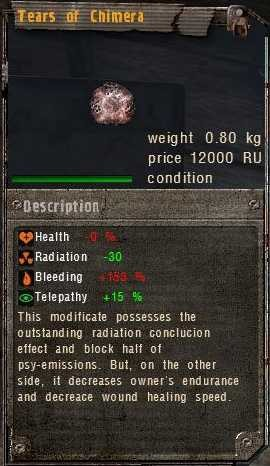 Tears of Chimera
weight 0.80 kg
price 12000 RU
condition
Description
Health 0 %
Radiation -30
Bleeding +153 %
Telepathy +15 %
This modificate possesses the
outstanding radiation conclucion
effect and block half of
psy-emissions. But, on the other
side, it decreases owner's endurance
and decreace wound healing speed.